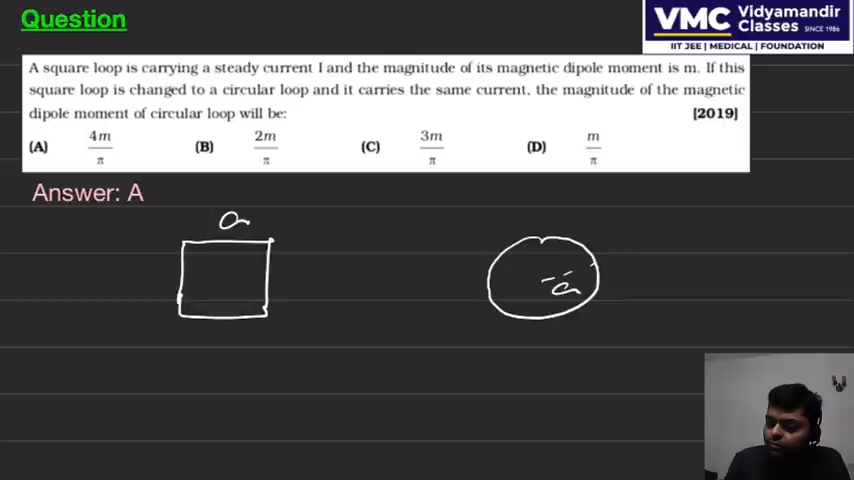 Question
VMC Vidyamandir Classes SINCE 1986
IIT JEE | MEDICAL | FOUNDATION
A square loop is carrying a steady current I and the magnitude of its magnetic dipole moment is m. If this
square loop is changed to a circular loop and it carries the same current, the magnitude of the magnetic
dipole moment of circular loop will be: [2019]
(A) 4m/π (B) 2m/π (C) 3m/π (D) m/π
Answer: A
a
a